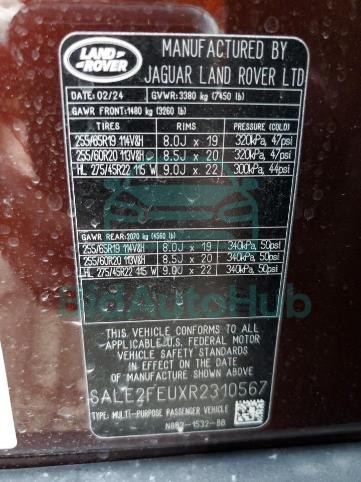 LAND
ROVER
MANUFACTURED BY
JAGUAR LAND ROVER LTD
DATE: 02/24 GVWR: 3380 kg (7450 lb)
GAWR FRONT: 1480 kg (3260 lb)
TIRES RIMS PRESSURE (COLD)
255/65R19 114V8H 8.0J x 19 320kPa, 47psi
255/60R20 113V8H 8.5J x 20 320kPa, 47psi
HL 275/45R22 115 W 9.0J x 22 300kPa, 44psi
GAWR REAR: 2070 kg (4560 lb)
255/65R19 114V8H 8.0J x 19 340kPa, 50psi
255/60R20 113V8H 8.5J x 20 340kPa, 50psi
HL 275/45R22 115 W 9.0J x 22 340kPa, 50psi
BidAutoHub
THIS VEHICLE CONFORMS TO ALL
APPLICABLE U.S. FEDERAL MOTOR
VEHICLE SAFETY STANDARDS
IN EFFECT ON THE DATE
OF MANUFACTURE SHOWN ABOVE
SALE2FEUXR2310567
TYPE: MULTI-PURPOSE PASSENGER VEHICLE